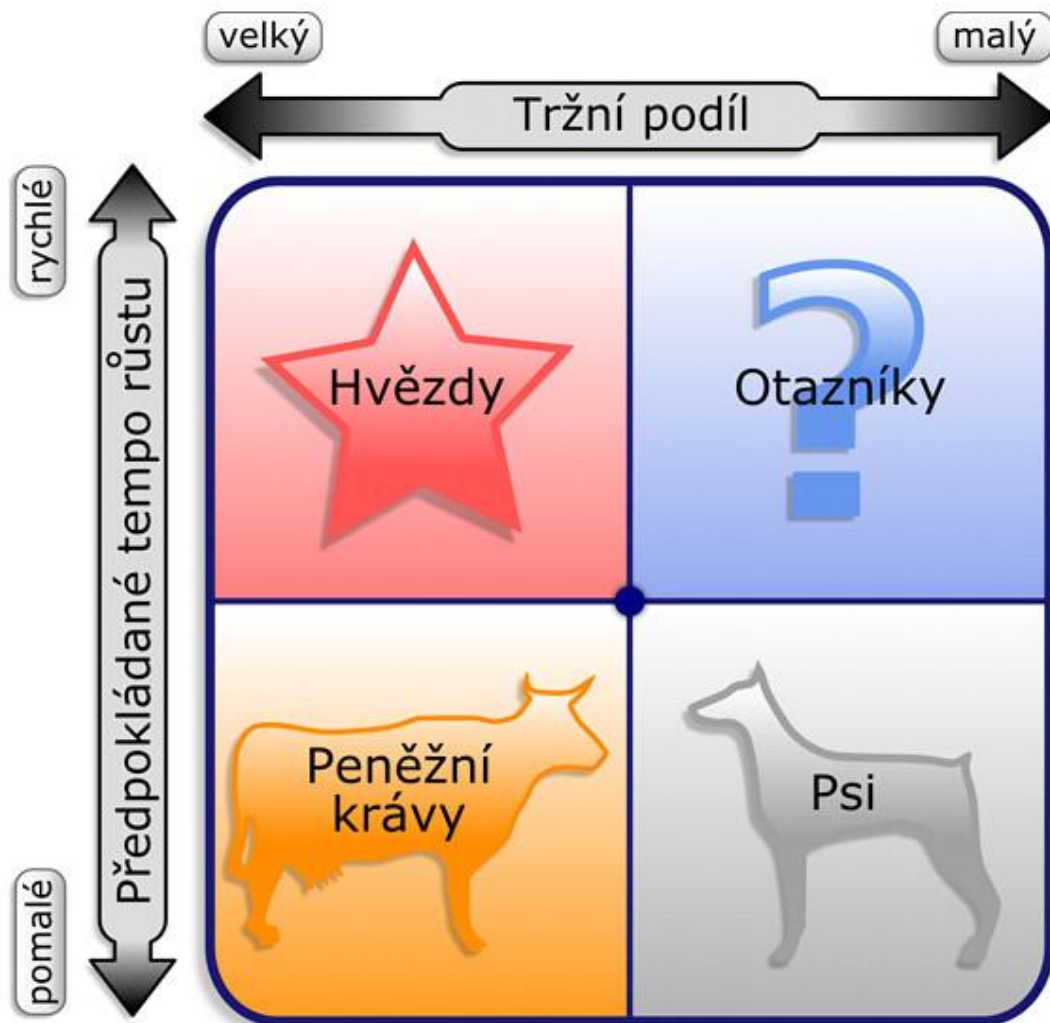 velký
malý
Tržní podíl
rychlé
Předpokládané tempo růstu
pomalé
Hvězdy
Otazníky
Peněžní
krávy
Psi